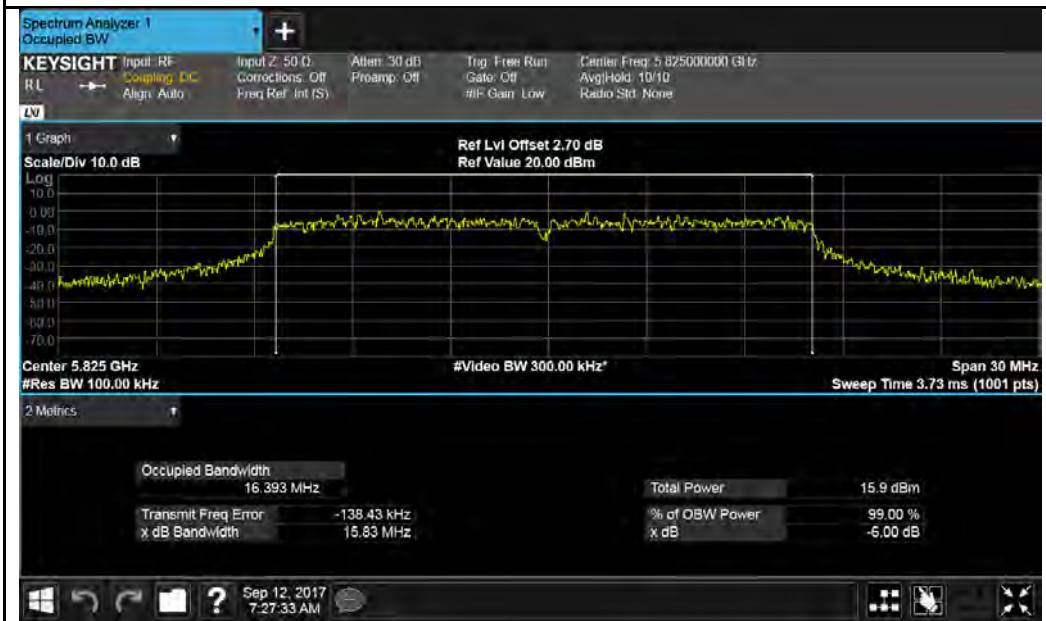 Spectrum Analyzer 1
Occupied BW
+
KEYSIGHT Input: RF Input Z: 50 Ω Atten: 30 dB Trig: Free Run Center Freq: 5.825000000 GHz
RL Coupling: DC Corrections: Off Preamp: Off Gate: Off Avg|Hold: 10/10
Align: Auto Freq Ref: Int (S) #IF Gain: Low Radio Std: None
LXI
1 Graph Ref Lvl Offset 2.70 dB
Scale/Div 10.0 dB Ref Value 20.00 dBm
Log
10.0
0.00
-10.0
-20.0
-30.0
-40.0
-50.0
-60.0
-70.0
Center 5.825 GHz #Video BW 300.00 kHz* Span 30 MHz
#Res BW 100.00 kHz Sweep Time 3.73 ms (1001 pts)
2 Metrics
Occupied Bandwidth
16.393 MHz Total Power 15.9 dBm
Transmit Freq Error -138.43 kHz % of OBW Power 99.00 %
x dB Bandwidth 15.83 MHz x dB -6.00 dB
? Sep 12, 2017
7:27:33 AM